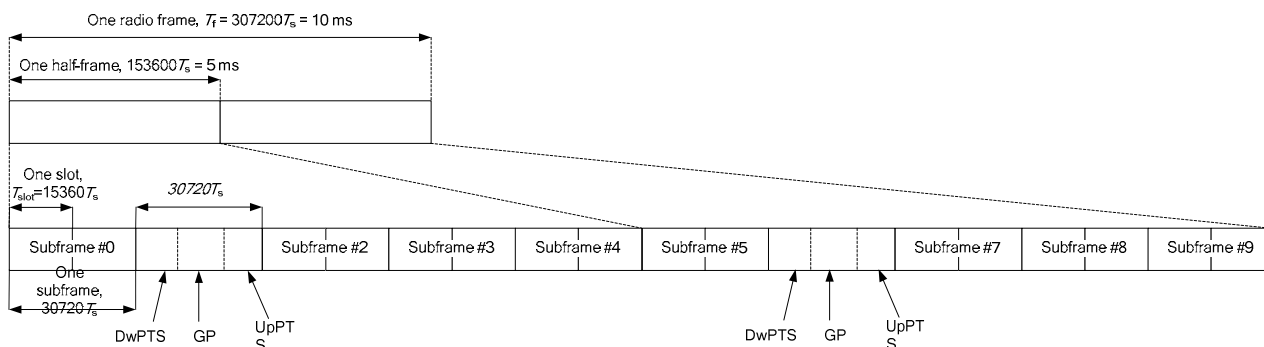 One radio frame, Tf = 307200Ts = 10 ms
One half-frame, 153600Ts = 5 ms
One slot,
Tslot=15360Ts
30720Ts
Subframe #0
Subframe #2
Subframe #3
Subframe #4
Subframe #5
Subframe #7
Subframe #8
Subframe #9
One
subframe,
30720Ts
DwPTS
GP
UpPT
S
DwPTS
GP
UpPT
S